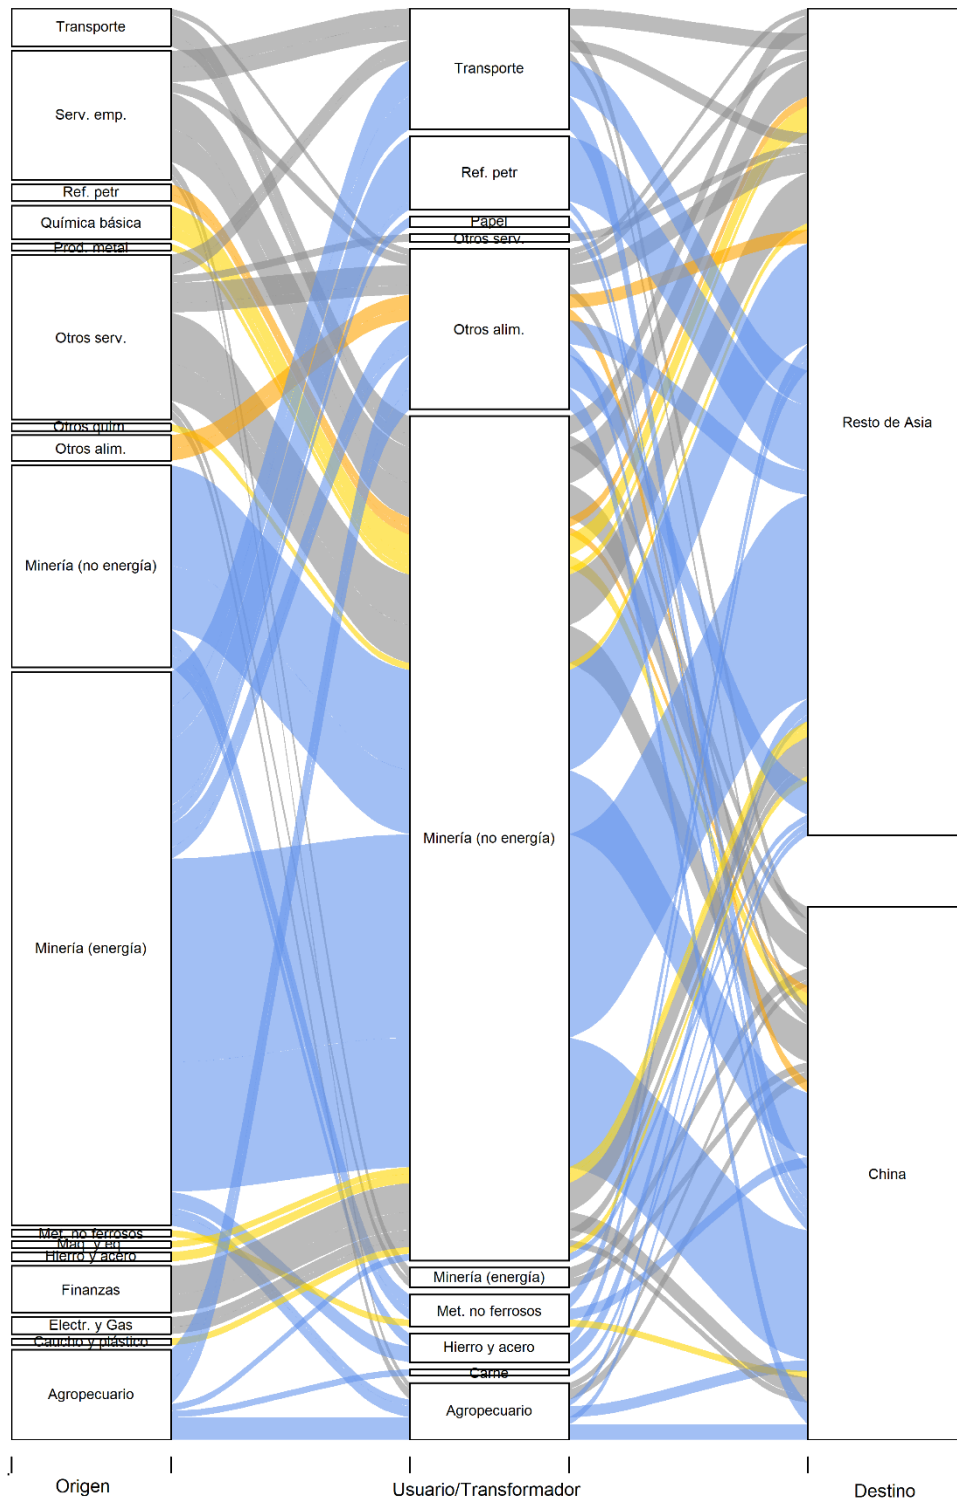 Transporte
Serv. emp.
Ref. petr
Química básica
Prod. metal
Otros serv.
Otros quím.
Otros alim.
Minería (no energía)
Minería (energía)
Met. no ferrosos
Maq. y eq.
Hierro y acero
Finanzas
Electr. y Gas
Caucho y plástico
Agropecuario
Transporte
Ref. petr
Papel
Otros serv.
Otros alim.
Minería (no energía)
Minería (energía)
Met. no ferrosos
Hierro y acero
Carne
Agropecuario
Resto de Asia
China
Origen
Usuario/Transformador
Destino